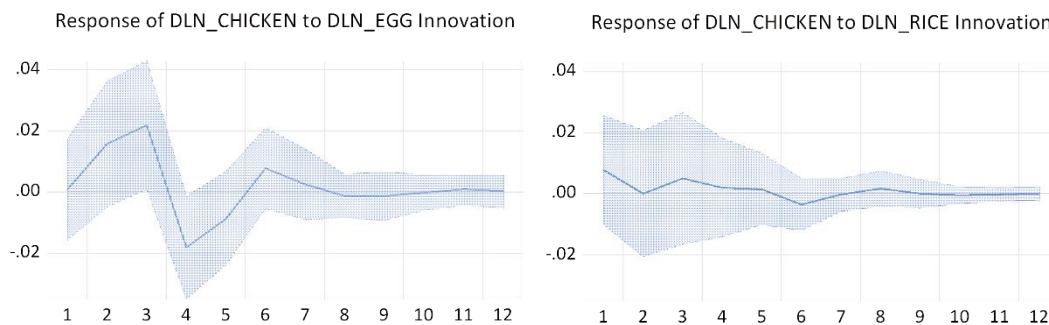 Response of DLN_CHICKEN to DLN_EGG Innovation
.04
.02
.00
-.02
1 2 3 4 5 6 7 8 9 10 11 12
Response of DLN_CHICKEN to DLN_RICE Innovation
.04
.02
.00
-.02
1 2 3 4 5 6 7 8 9 10 11 12